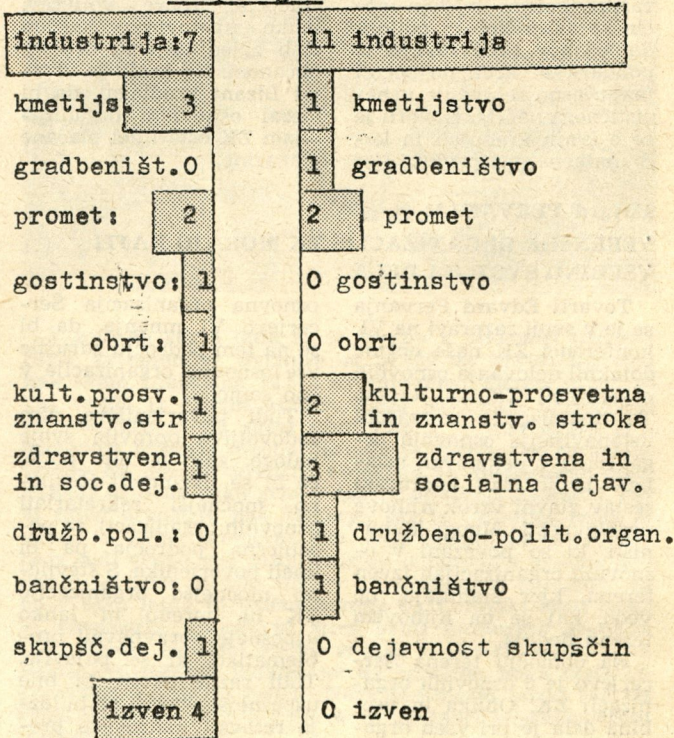 industrija:7 11 industrija
kmetijs. 3 1 kmetijstvo
gradbeništ.0 1 gradbeništvo
promet: 2 2 promet
gostinstvo: 1 0 gostinstvo
obrt: 1 0 obrt
kult.prosv. 1 2 kulturno-prosvetna
znanstv.str in znanstv. stroka
zdravstvena 1 3 zdravstvena in
in soc.dej. socialna dejav.
družb.pol.: 0 1 družbeno-polit.organ.
bančništvo: 0 1 bančništvo
skupšč.dej. 1 0 dejavnost skupščin
izven 4 0 izven